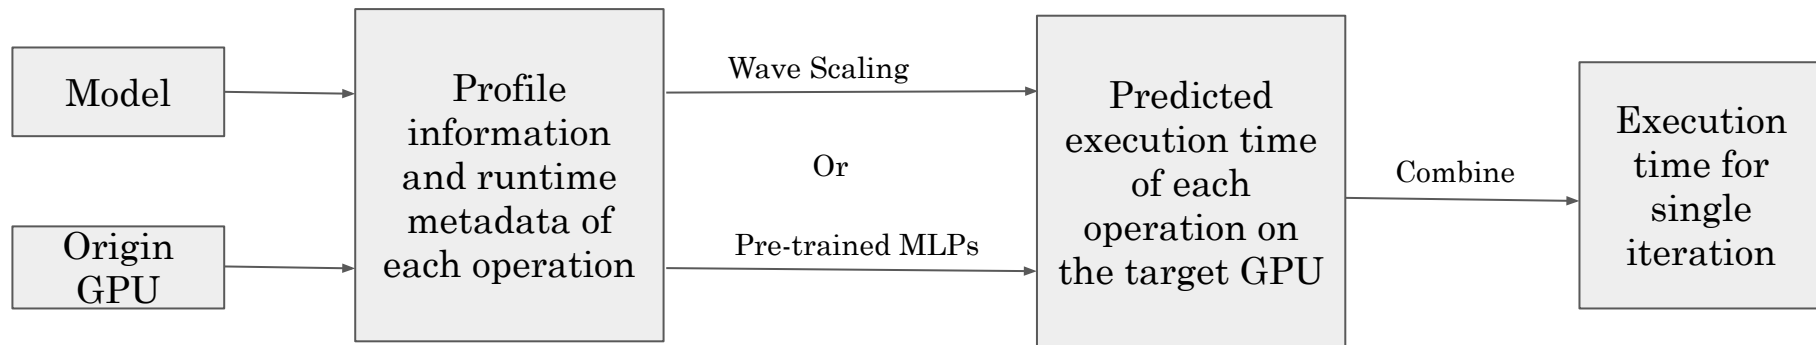 Model
Origin
GPU
Profile
information
and runtime
metadata of
each operation
Wave Scaling
Or
Pre-trained MLPs
Predicted
execution time
of each
operation on
the target GPU
Combine
Execution
time for
single
iteration